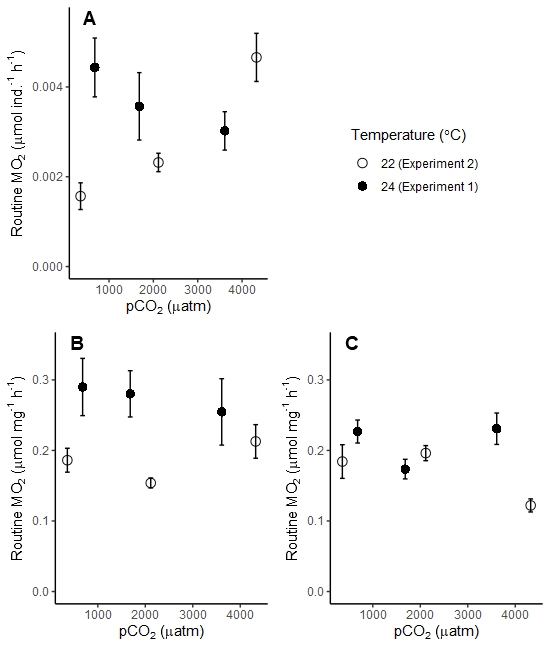 A
Routine MO₂ (μmol ind.⁻¹ h⁻¹)
0.004
0.002
0.000
1000 2000 3000 4000
pCO₂ (μatm)
Temperature (°C)
22 (Experiment 2)
24 (Experiment 1)
B
Routine MO₂ (μmol mg⁻¹ h⁻¹)
0.3
0.2
0.1
0.0
1000 2000 3000 4000
pCO₂ (μatm)
C
Routine MO₂ (μmol mg⁻¹ h⁻¹)
0.3
0.2
0.1
0.0
1000 2000 3000 4000
pCO₂ (μatm)